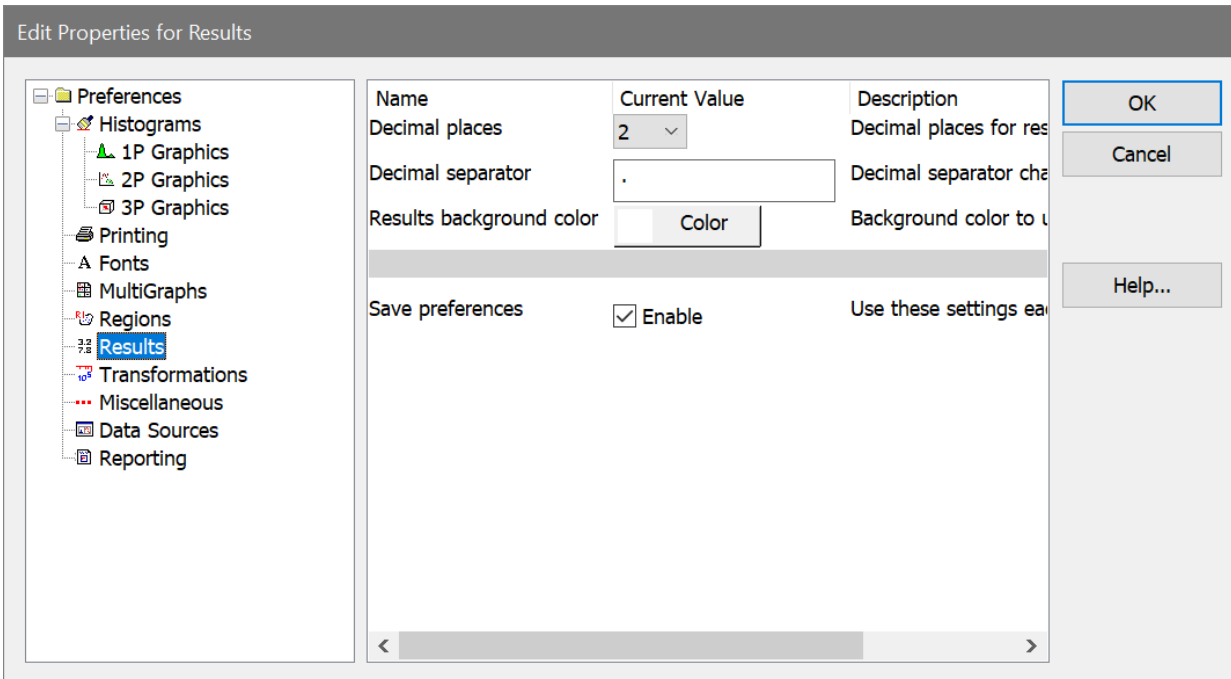 Edit Properties for Results
Preferences
Histograms
1P Graphics
2P Graphics
3P Graphics
Printing
Fonts
MultiGraphs
Regions
Results
Transformations
Miscellaneous
Data Sources
Reporting
Name Current Value Description
Decimal places 2 Decimal places for res
Decimal separator . Decimal separator cha
Results background color Color Background color to u
Save preferences Enable Use these settings ea
OK
Cancel
Help...